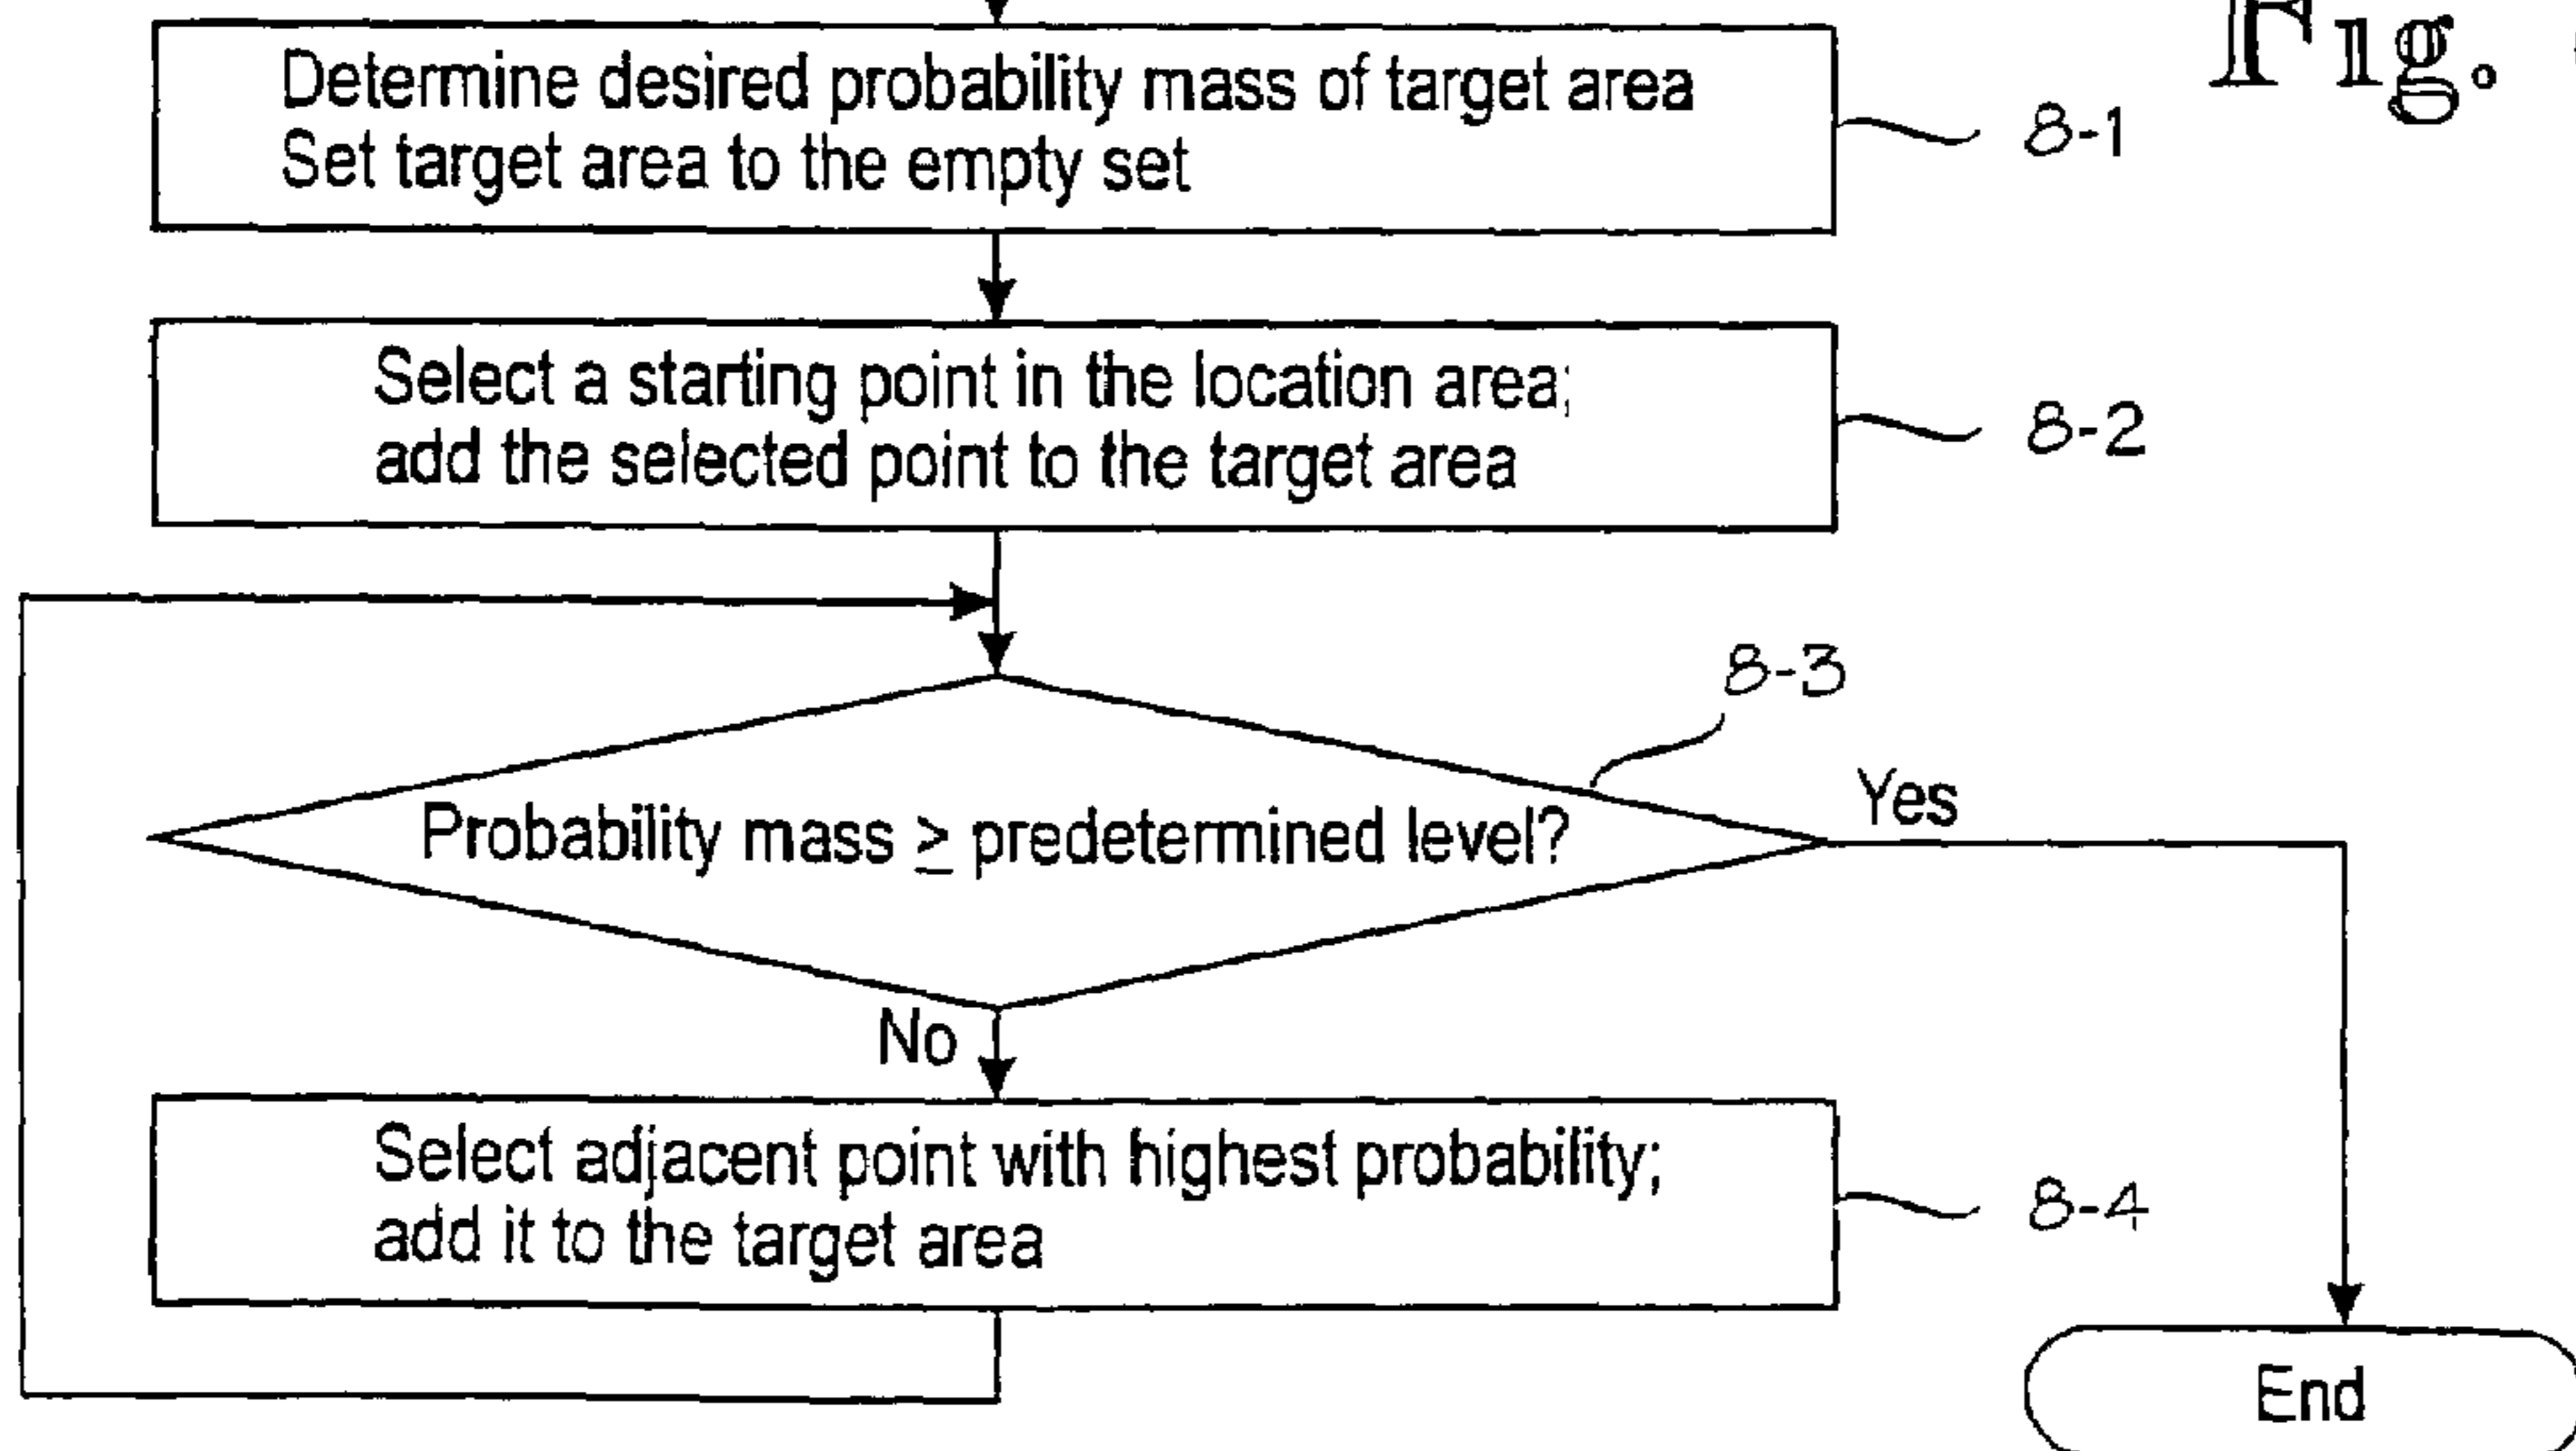 Fig.
Determine desired probability mass of target area
Set target area to the empty set
8-1
Select a starting point in the location area;
add the selected point to the target area
8-2
8-3
Probability mass ≥ predetermined level?
Yes
No
Select adjacent point with highest probability;
add it to the target area
8-4
End